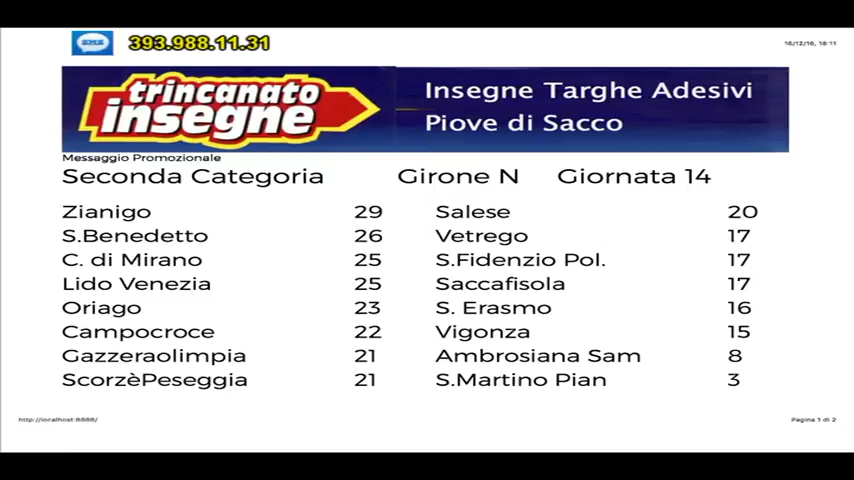 SMS 393.988.11.31
16/12/16, 18:11
trincanato
insegne
Insegne Targhe Adesivi
Piove di Sacco
Messaggio Promozionale
Seconda Categoria Girone N Giornata 14
Zianigo 29 Salese 20
S.Benedetto 26 Vetrego 17
C. di Mirano 25 S.Fidenzio Pol. 17
Lido Venezia 25 Saccafisola 17
Oriago 23 S. Erasmo 16
Campocroce 22 Vigonza 15
Gazzeraolimpia 21 Ambrosiana Sam 8
ScorzèPeseggia 21 S.Martino Pian 3
http://localhost:8888/ Pagina 1 di 2